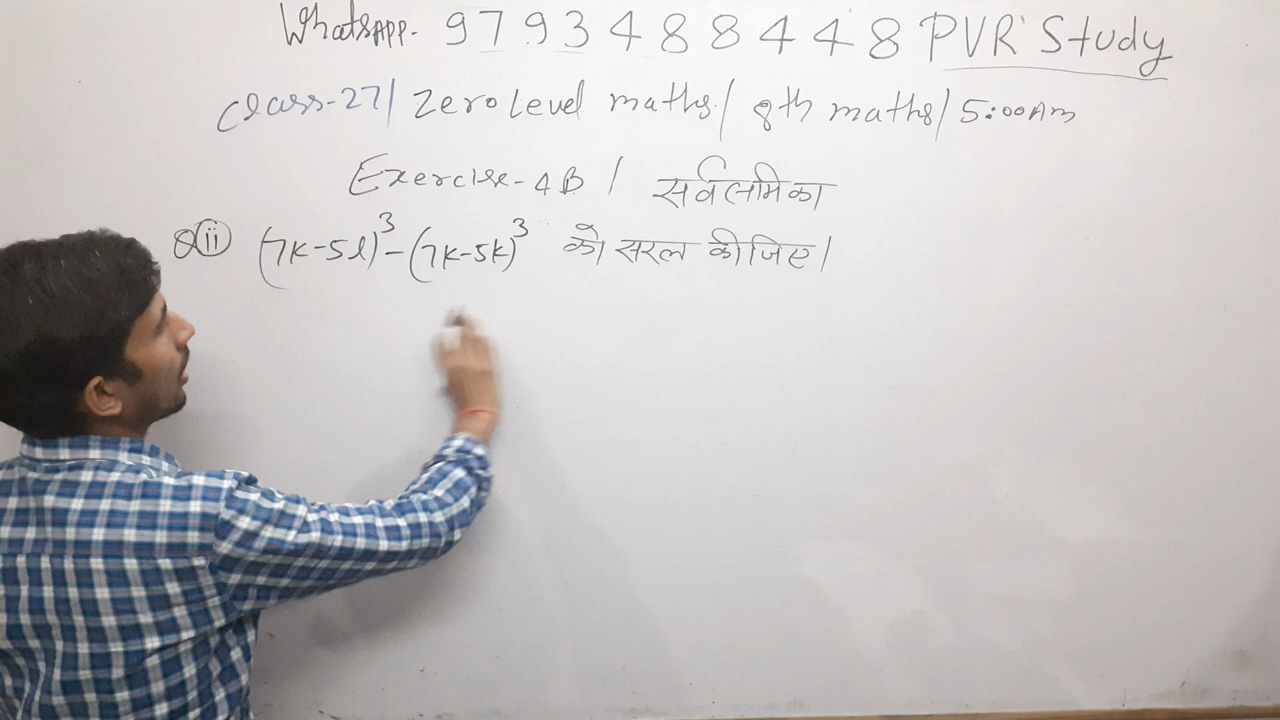 WhatsAPP. 9793488448 PVR Study
Class-27/ Zero Level maths/ 8th maths/ 5:00Am
Exercise-4B / सर्वसमिका
8(ii) (7k-5l)³-(7k-5k)³ को सरल कीजिए।